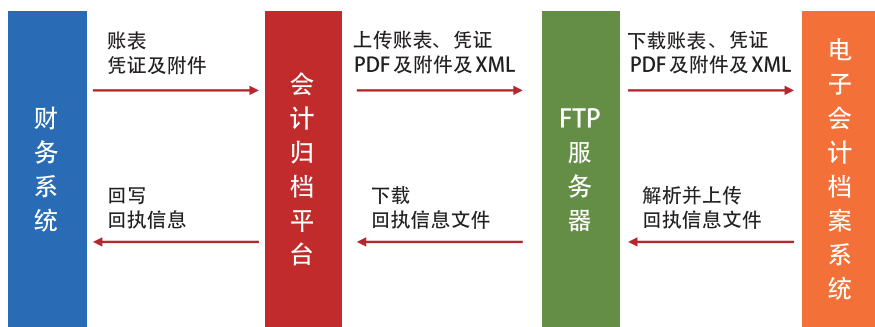 财务系统
账表
凭证及附件
回写
回执信息
会计归档平台
上传账表、凭证
PDF及附件及XML
下载
回执信息文件
FTP
服务器
下载账表、凭证
PDF及附件及XML
解析并上传
回执信息文件
电子会计档案系统